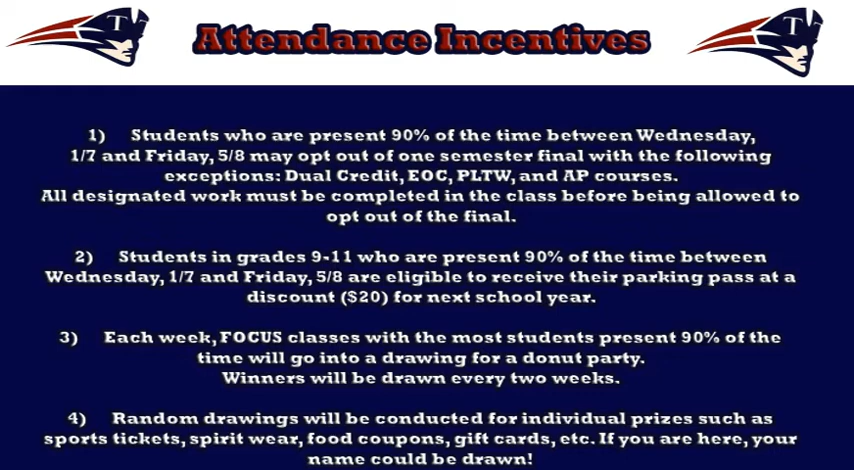 Attendance Incentives
T
T
1) Students who are present 90% of the time between Wednesday,
1/7 and Friday, 5/8 may opt out of one semester final with the following
exceptions: Dual Credit, EOC, PLTW, and AP courses.
All designated work must be completed in the class before being allowed to
opt out of the final.
2) Students in grades 9-11 who are present 90% of the time between
Wednesday, 1/7 and Friday, 5/8 are eligible to receive their parking pass at a
discount ($20) for next school year.
3) Each week, FOCUS classes with the most students present 90% of the
time will go into a drawing for a donut party.
Winners will be drawn every two weeks.
4) Random drawings will be conducted for individual prizes such as
sports tickets, spirit wear, food coupons, gift cards, etc. If you are here, your
name could be drawn!